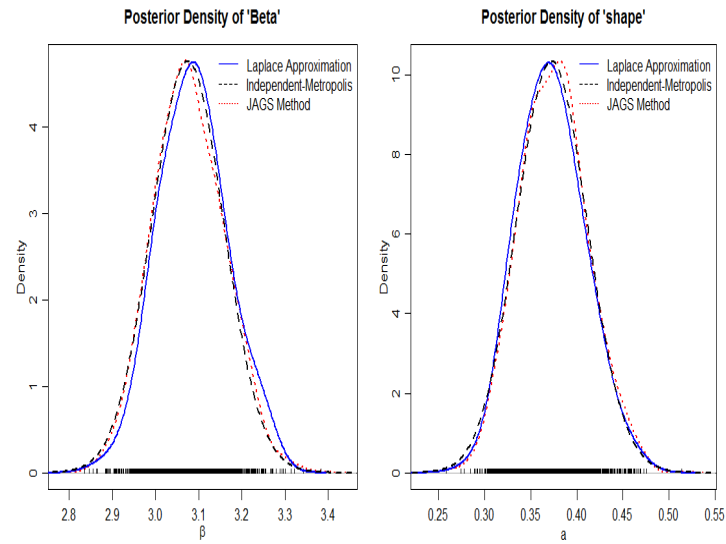 Posterior Density of 'Beta'
Laplace Approximation
Independent-Metropolis
JAGS Method
Density
0
1
2
3
4
2.8 2.9 3.0 3.1 3.2 3.3 3.4
β
Posterior Density of 'shape'
Laplace Approximation
Independent-Metropolis
JAGS Method
Density
0
2
4
6
8
10
0.25 0.30 0.35 0.40 0.45 0.50 0.55
a